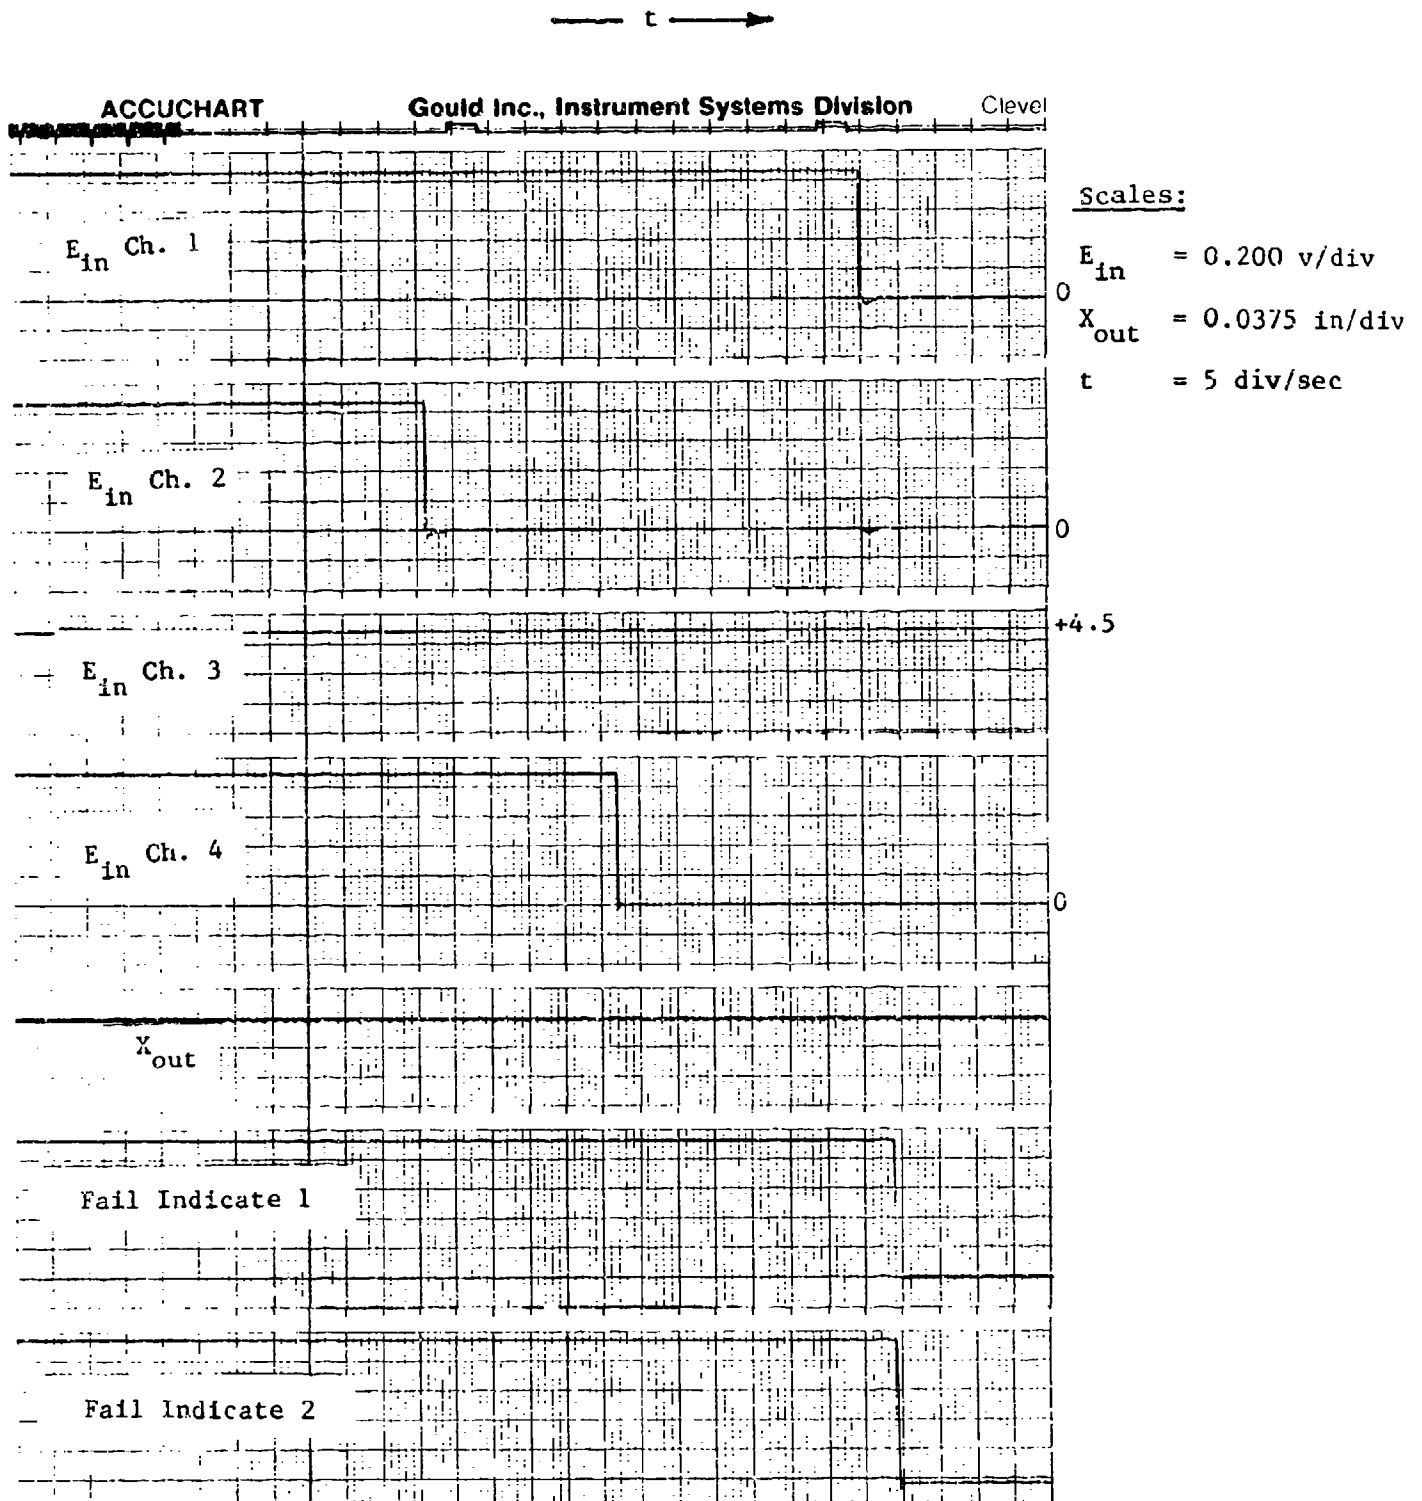 t
ACCUCHART Gould Inc., Instrument Systems Division Clevel
Scales:
E_in = 0.200 v/div
X_out = 0.0375 in/div
t = 5 div/sec
E_in Ch. 1
0
E_in Ch. 2
0
+4.5
E_in Ch. 3
E_in Ch. 4
0
X_out
Fail Indicate 1
Fail Indicate 2